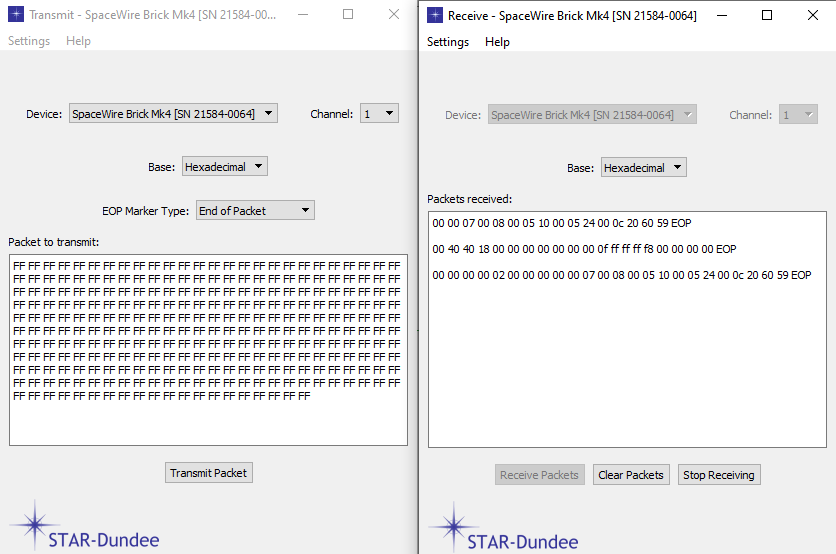 Transmit - SpaceWire Brick Mk4 [SN 21584-00...
Settings Help
Device: SpaceWire Brick Mk4 [SN 21584-0064] Channel: 1
Base: Hexadecimal
EOP Marker Type: End of Packet
Packet to transmit:
FF FF FF FF FF FF FF FF FF FF FF FF FF FF FF FF FF FF FF FF FF FF FF FF FF FF
FF FF FF FF FF FF FF FF FF FF FF FF FF FF FF FF FF FF FF FF FF FF FF FF FF FF
FF FF FF FF FF FF FF FF FF FF FF FF FF FF FF FF FF FF FF FF FF FF FF FF FF FF
FF FF FF FF FF FF FF FF FF FF FF FF FF FF FF FF FF FF FF FF FF FF FF FF FF FF
FF FF FF FF FF FF FF FF FF FF FF FF FF FF FF FF FF FF FF FF FF FF FF FF FF FF
FF FF FF FF FF FF FF FF FF FF FF FF FF FF FF FF FF FF FF FF FF FF FF FF FF FF
FF FF FF FF FF FF FF FF FF FF FF FF FF FF FF FF FF FF FF FF FF FF FF FF FF FF
FF FF FF FF FF FF FF FF FF FF FF FF FF FF FF FF FF FF FF FF FF FF FF FF FF FF
FF FF FF FF FF FF FF FF FF FF FF FF FF FF FF FF FF FF FF FF FF FF FF FF FF FF
FF FF FF FF FF FF FF FF FF FF FF FF FF FF FF FF FF FF FF FF FF FF FF FF FF FF
FF FF FF FF FF FF FF FF FF FF FF FF FF FF FF FF FF FF FF FF
Transmit Packet
STAR-Dundee
Receive - SpaceWire Brick Mk4 [SN 21584-0064]
Settings Help
Device: SpaceWire Brick Mk4 [SN 21584-0064] Channel: 1
Base: Hexadecimal
Packets received:
00 00 07 00 08 00 05 10 00 05 24 00 0c 20 60 59 EOP
00 40 40 18 00 00 00 00 00 00 00 0f ff ff ff f8 00 00 00 00 EOP
00 00 00 00 02 00 00 00 00 00 07 00 08 00 05 10 00 05 24 00 0c 20 60 59 EOP
Receive Packets Clear Packets Stop Receiving
STAR-Dundee